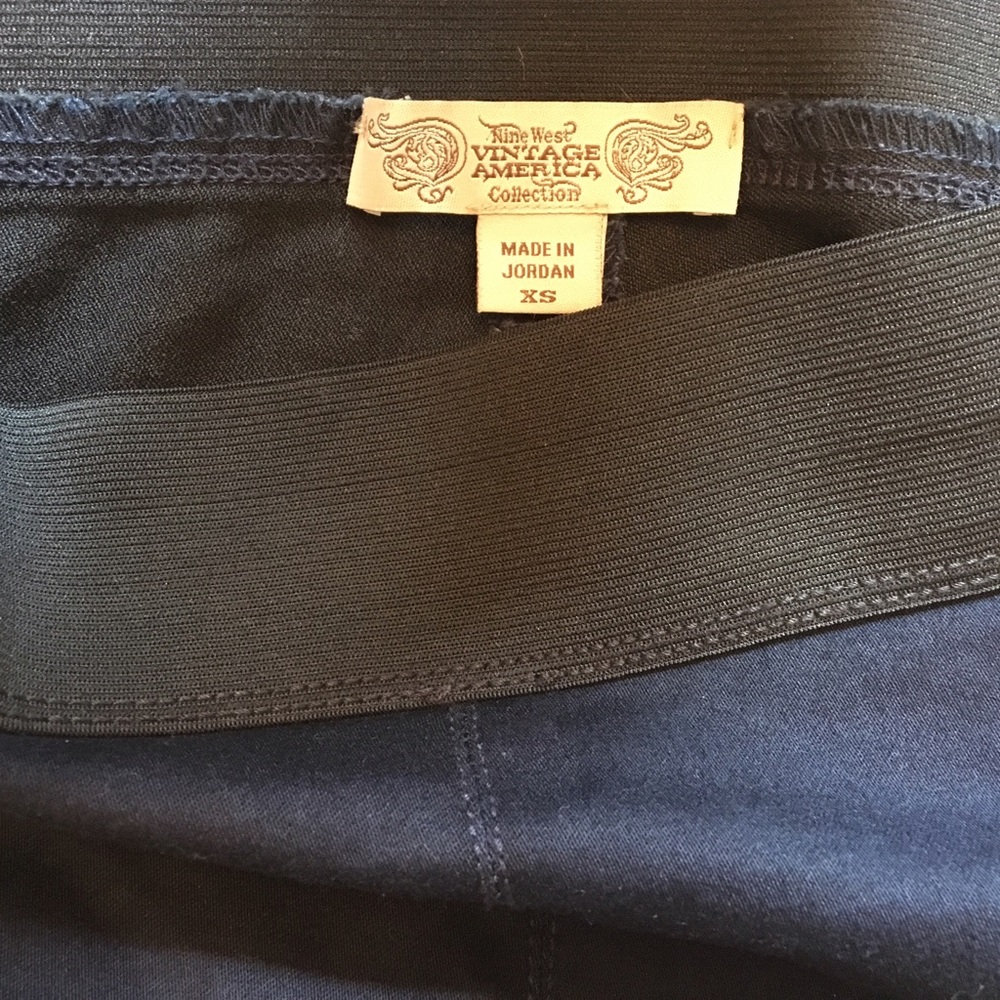 Nine West
VINTAGE
AMERICA
Collection
MADE IN
JORDAN
XS